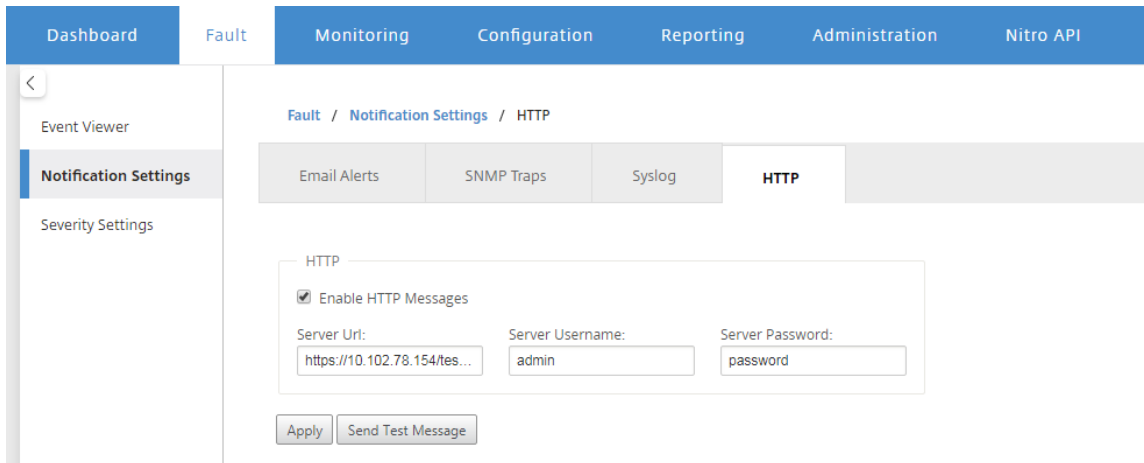 Dashboard Fault Monitoring Configuration Reporting Administration Nitro API
Fault / Notification Settings / HTTP
Event Viewer
Notification Settings
Severity Settings
Email Alerts SNMP Traps Syslog HTTP
HTTP
Enable HTTP Messages
Server Url: Server Username: Server Password:
https://10.102.78.154/tes... admin password
Apply Send Test Message